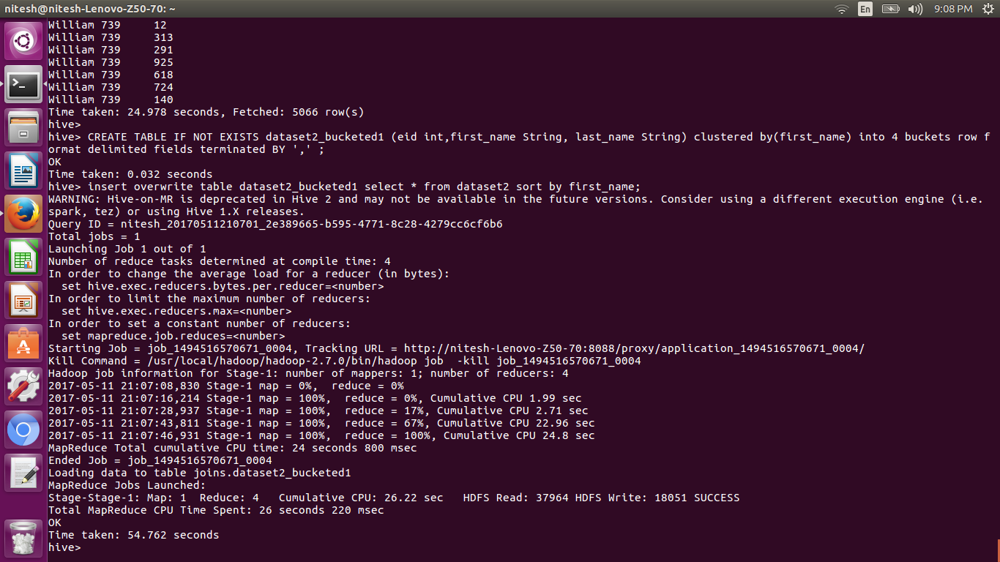 nitesh@nitesh-Lenovo-Z50-70: ~
En
9:08 PM
William 739     12
William 739     313
William 739     291
William 739     925
William 739     618
William 739     724
William 739     140
Time taken: 24.978 seconds, Fetched: 5066 row(s)
hive>
hive> CREATE TABLE IF NOT EXISTS dataset2_bucketed1 (eid int,first_name String, last_name String) clustered by(first_name) into 4 buckets row f
ormat delimited fields terminated BY ',' ;
OK
Time taken: 0.032 seconds
hive> insert overwrite table dataset2_bucketed1 select * from dataset2 sort by first_name;
WARNING: Hive-on-MR is deprecated in Hive 2 and may not be available in the future versions. Consider using a different execution engine (i.e.
spark, tez) or using Hive 1.X releases.
Query ID = nitesh_20170511210701_2e389665-b595-4771-8c28-4279cc6cf6b6
Total jobs = 1
Launching Job 1 out of 1
Number of reduce tasks determined at compile time: 4
In order to change the average load for a reducer (in bytes):
  set hive.exec.reducers.bytes.per.reducer=<number>
In order to limit the maximum number of reducers:
  set hive.exec.reducers.max=<number>
In order to set a constant number of reducers:
  set mapreduce.job.reduces=<number>
Starting Job = job_1494516570671_0004, Tracking URL = http://nitesh-Lenovo-Z50-70:8088/proxy/application_1494516570671_0004/
Kill Command = /usr/local/hadoop/hadoop-2.7.0/bin/hadoop job  -kill job_1494516570671_0004
Hadoop job information for Stage-1: number of mappers: 1; number of reducers: 4
2017-05-11 21:07:08,830 Stage-1 map = 0%,  reduce = 0%
2017-05-11 21:07:16,214 Stage-1 map = 100%,  reduce = 0%, Cumulative CPU 1.99 sec
2017-05-11 21:07:28,937 Stage-1 map = 100%,  reduce = 17%, Cumulative CPU 2.71 sec
2017-05-11 21:07:43,811 Stage-1 map = 100%,  reduce = 67%, Cumulative CPU 22.96 sec
2017-05-11 21:07:46,931 Stage-1 map = 100%,  reduce = 100%, Cumulative CPU 24.8 sec
MapReduce Total cumulative CPU time: 24 seconds 800 msec
Ended Job = job_1494516570671_0004
Loading data to table joins.dataset2_bucketed1
MapReduce Jobs Launched:
Stage-Stage-1: Map: 1  Reduce: 4   Cumulative CPU: 26.22 sec   HDFS Read: 37964 HDFS Write: 18051 SUCCESS
Total MapReduce CPU Time Spent: 26 seconds 220 msec
OK
Time taken: 54.762 seconds
hive>